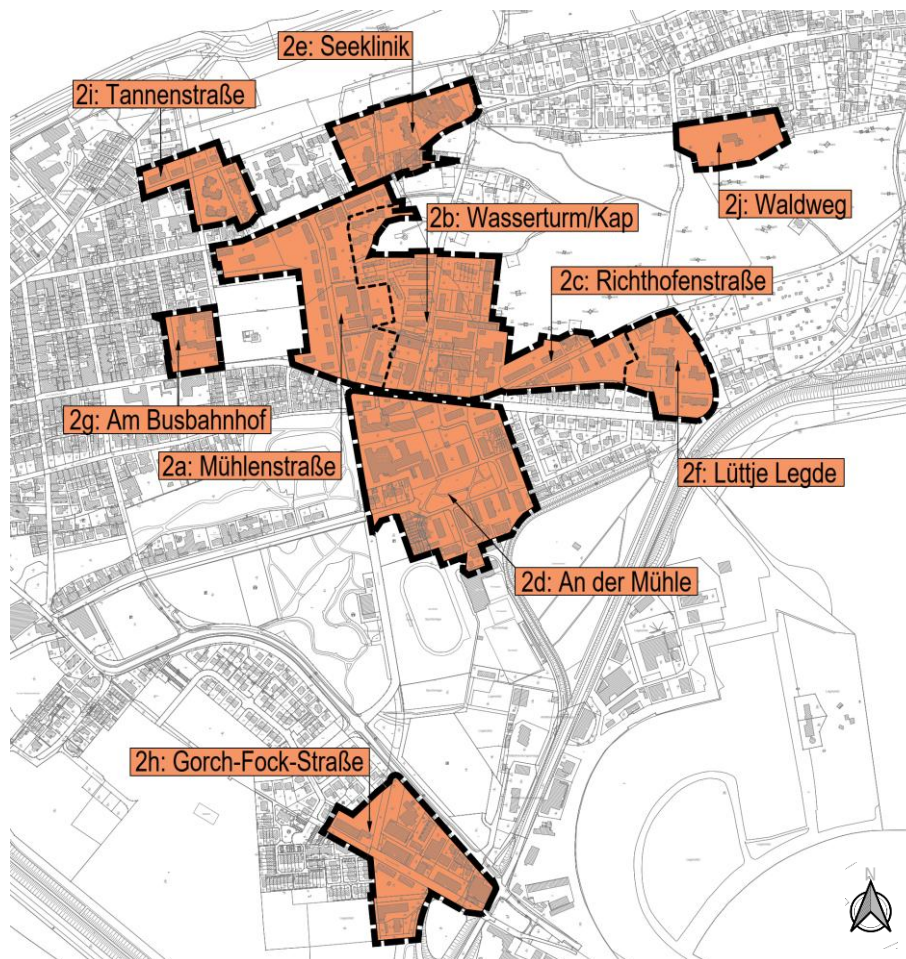 2e: Seeklinik
2i: Tannenstraße
2j: Waldweg
2b: Wasserturm/Kap
2c: Richthofenstraße
2g: Am Busbahnhof
2a: Mühlenstraße
2f: Lüttje Legde
2d: An der Mühle
2h: Gorch-Fock-Straße
N